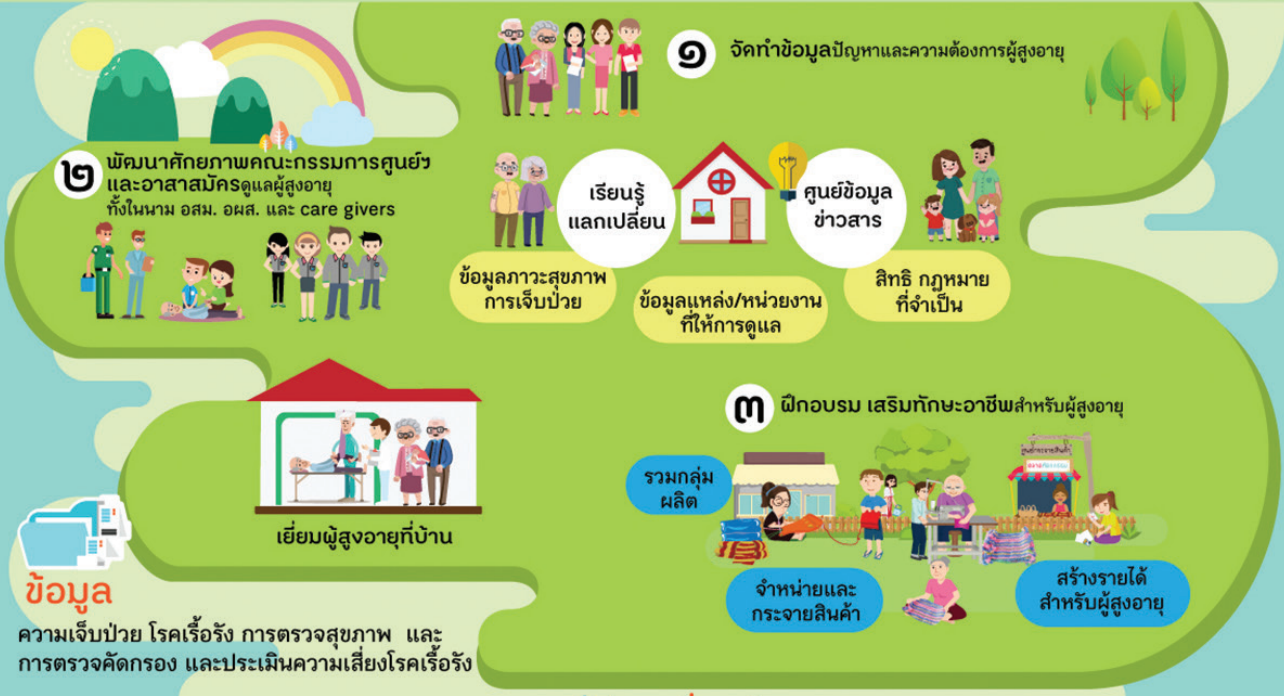 ๑ จัดทำข้อมูลปัญหาและความต้องการผู้สูงอายุ
๒ พัฒนาศักยภาพคณะกรรมการศูนย์ฯ
และอาสาสมัครดูแลผู้สูงอายุ
ทั้งในนาม อสม. อผส. และ care givers
เรียนรู้
แลกเปลี่ยน
ศูนย์ข้อมูล
ข่าวสาร
ข้อมูลภาวะสุขภาพ
การเจ็บป่วย
ข้อมูลแหล่ง/หน่วยงาน
ที่ให้การดูแล
สิทธิ กฎหมาย
ที่จำเป็น
เยี่ยมผู้สูงอายุที่บ้าน
๓ ฝึกอบรม เสริมทักษะอาชีพสำหรับผู้สูงอายุ
รวมกลุ่ม
ผลิต
ศูนย์กระจายสินค้า
จำหน่ายและ
กระจายสินค้า
สร้างรายได้
สำหรับผู้สูงอายุ
ข้อมูล
ความเจ็บป่วย โรคเรื้อรัง การตรวจสุขภาพ และ
การตรวจคัดกรอง และประเมินความเสี่ยงโรคเรื้อรัง